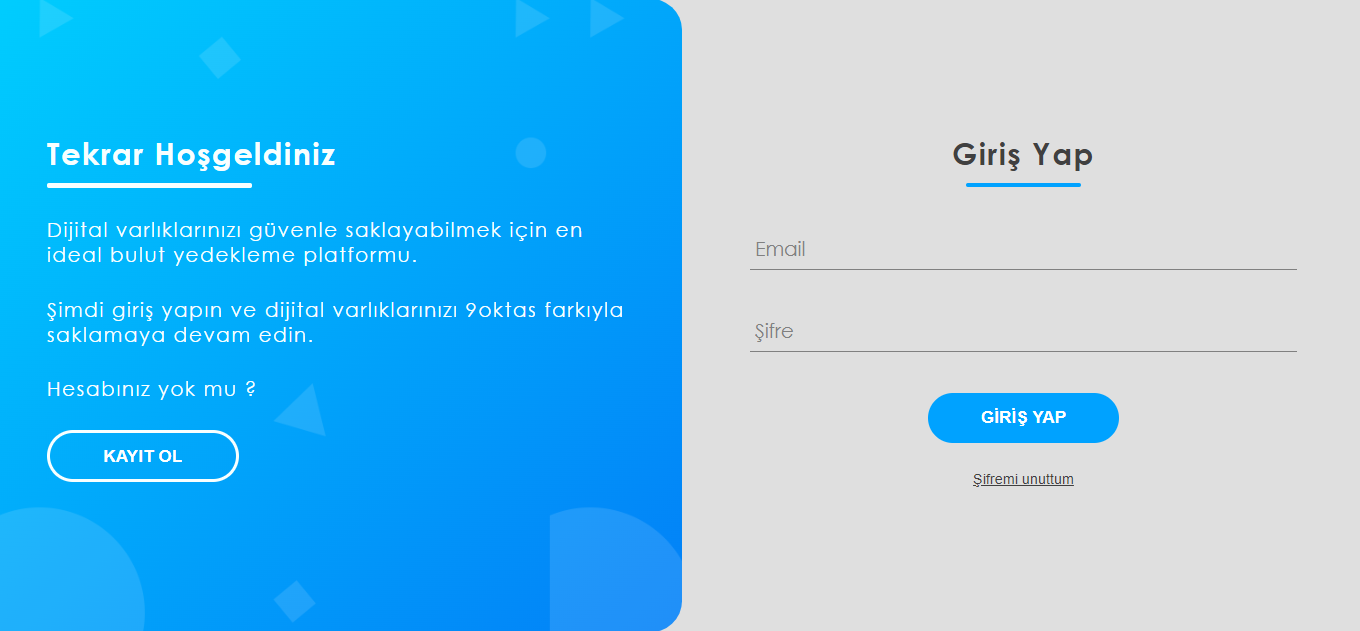 Tekrar Hoşgeldiniz
Dijital varlıklarınızı güvenle saklayabilmek için en
ideal bulut yedekleme platformu.
Şimdi giriş yapın ve dijital varlıklarınızı 9oktas farkıyla
saklamaya devam edin.
Hesabınız yok mu ?
KAYIT OL
Giriş Yap
Email
Şifre
GİRİŞ YAP
Şifremi unuttum